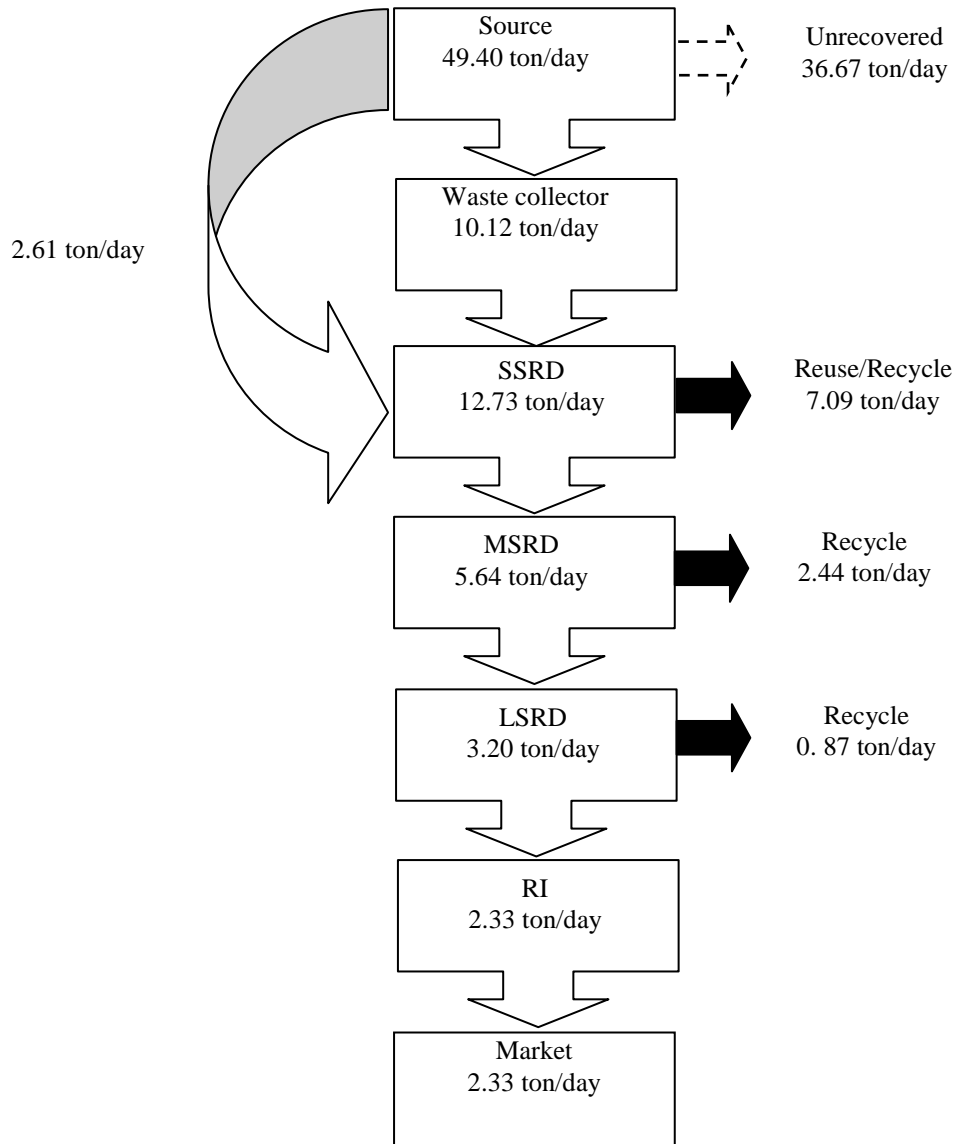 Source
49.40 ton/day
Unrecovered
36.67 ton/day
Waste collector
10.12 ton/day
2.61 ton/day
SSRD
12.73 ton/day
Reuse/Recycle
7.09 ton/day
MSRD
5.64 ton/day
Recycle
2.44 ton/day
LSRD
3.20 ton/day
Recycle
0. 87 ton/day
RI
2.33 ton/day
Market
2.33 ton/day